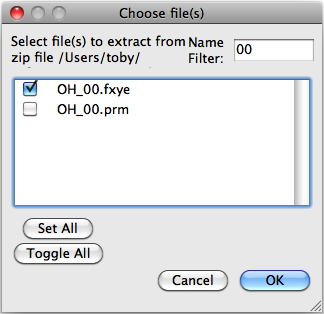 Choose file(s)
Select file(s) to extract from
zip file /Users/toby/
Name
Filter:
00
OH_00.fxye
OH_00.prm
Set All
Toggle All
Cancel
OK